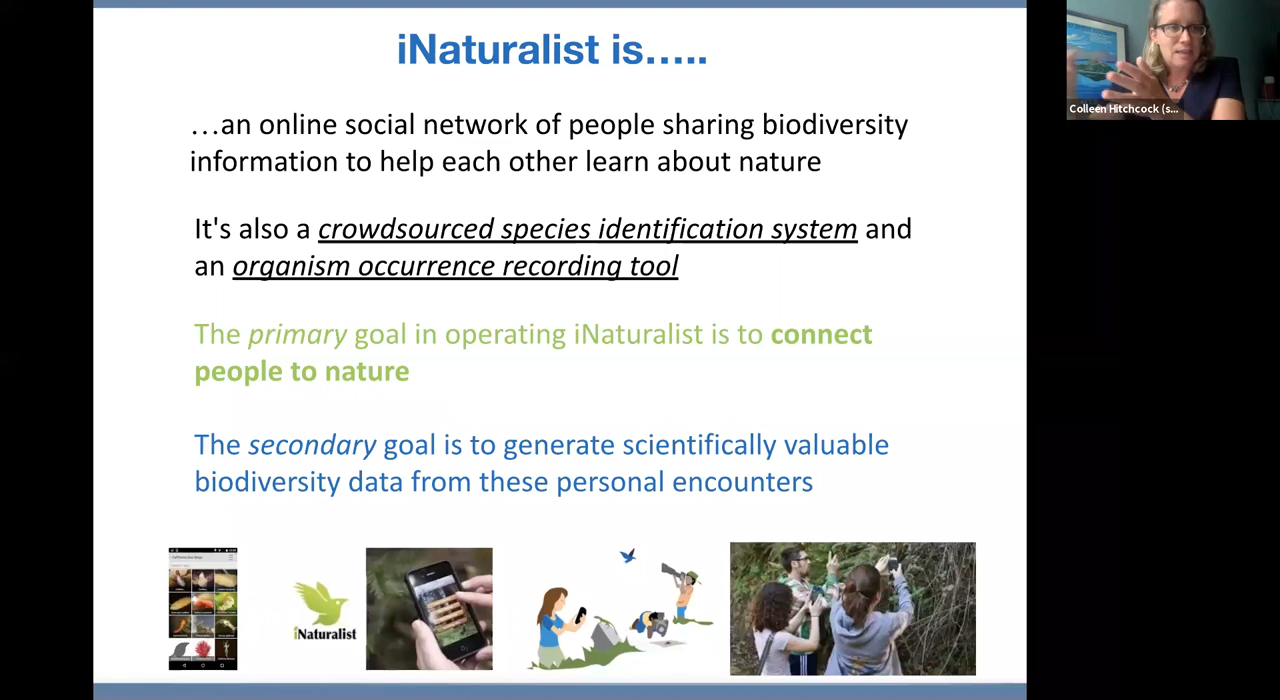 iNaturalist is…..
…an online social network of people sharing biodiversity
information to help each other learn about nature
It's also a crowdsourced species identification system and
an organism occurrence recording tool
The primary goal in operating iNaturalist is to connect
people to nature
The secondary goal is to generate scientifically valuable
biodiversity data from these personal encounters
iNaturalist
Colleen Hitchcock (s...